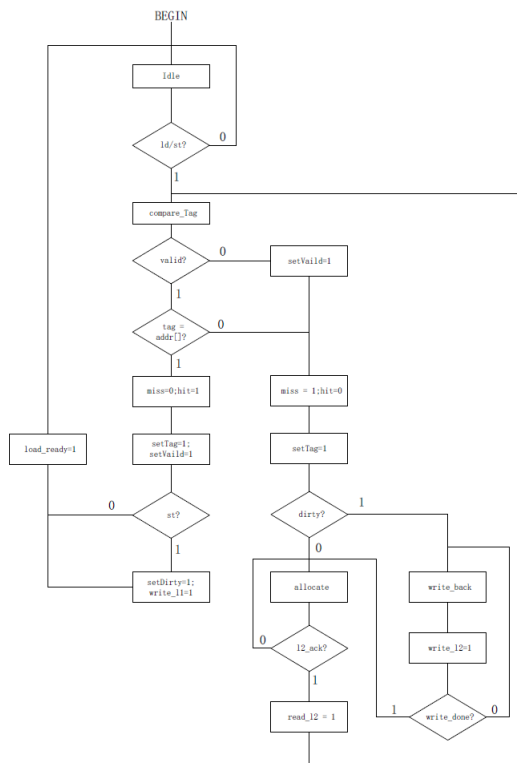 BEGIN
Idle
ld/st?
0
1
compare_Tag
valid?
0
setVaild=1
1
tag =
addr[]?
0
1
miss=0;hit=1
miss = 1;hit=0
load_ready=1
setTag=1;
setVaild=1
setTag=1
st?
0
dirty?
1
1
0
setDirty=1;
write_l1=1
allocate
write_back
l2_ack?
0
write_l2=1
1
read_l2 = 1
1
write_done?
0